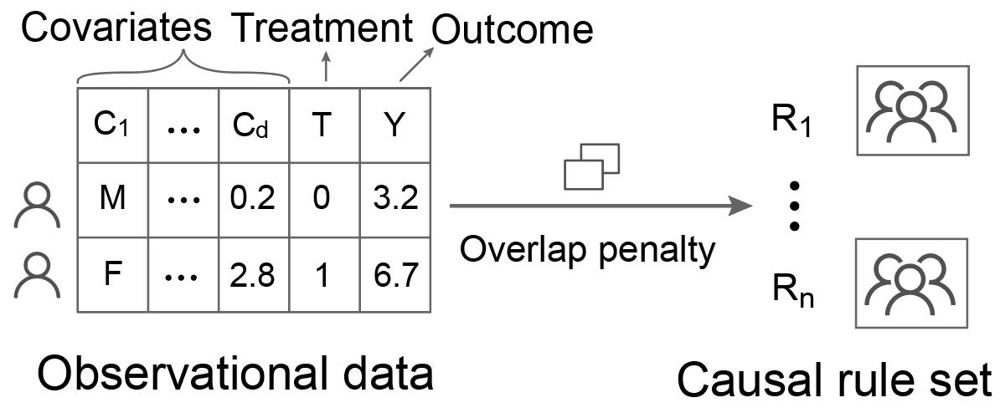 Covariates Treatment Outcome
C1 ... Cd T Y
M ... 0.2 0 3.2
F ... 2.8 1 6.7
Observational data
Overlap penalty
R1
Rn
Causal rule set